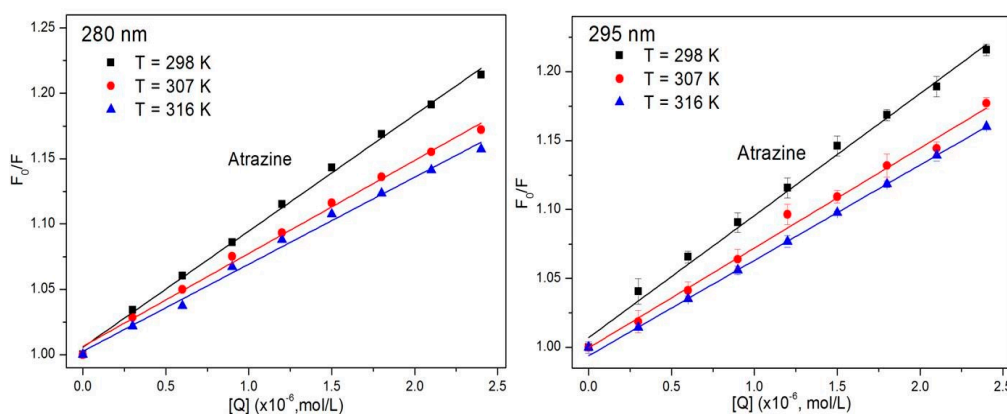 280 nm
T = 298 K
T = 307 K
T = 316 K
Atrazine
F0/F
1.25
1.20
1.15
1.10
1.05
1.00
0.0 0.5 1.0 1.5 2.0 2.5
[Q] (x10⁻⁶,mol/L)
295 nm
T = 298 K
T = 307 K
T = 316 K
Atrazine
F0/F
1.20
1.15
1.10
1.05
1.00
0.0 0.5 1.0 1.5 2.0 2.5
[Q] (x10⁻⁶,mol/L)